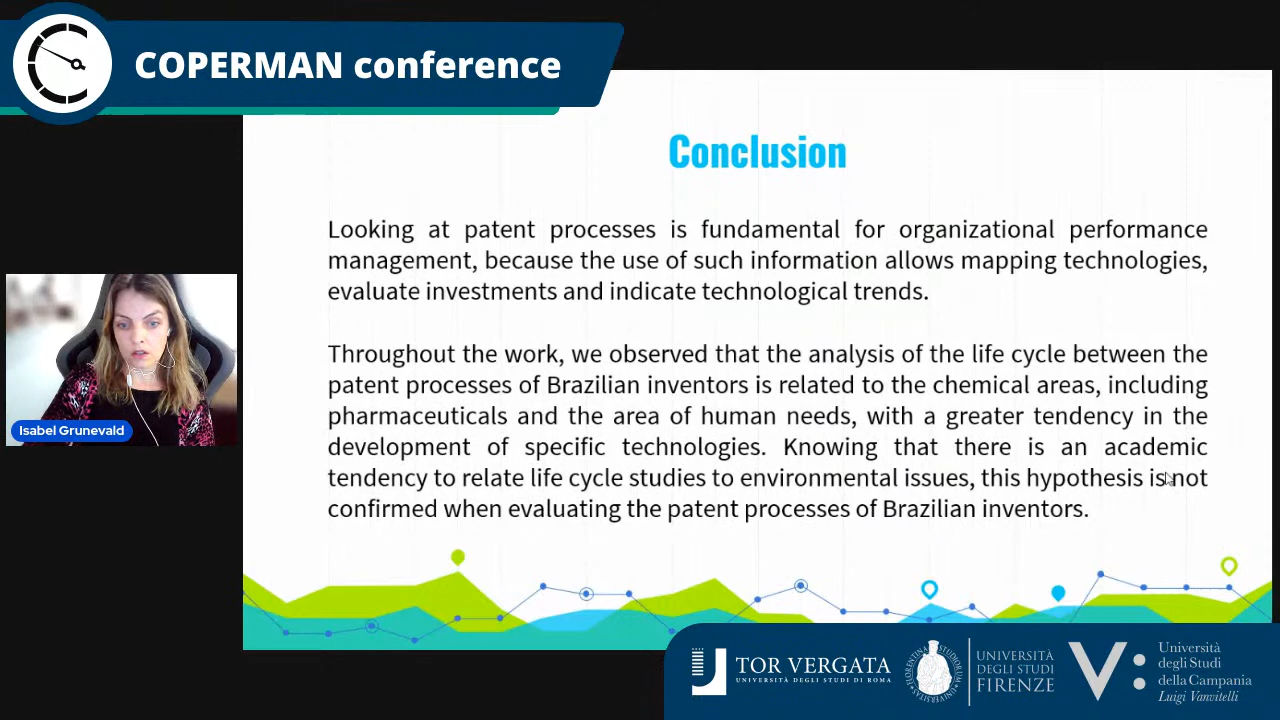 COPERMAN conference
Conclusion
Looking at patent processes is fundamental for organizational performance
management, because the use of such information allows mapping technologies,
evaluate investments and indicate technological trends.
Throughout the work, we observed that the analysis of the life cycle between the
patent processes of Brazilian inventors is related to the chemical areas, including
pharmaceuticals and the area of human needs, with a greater tendency in the
development of specific technologies. Knowing that there is an academic
tendency to relate life cycle studies to environmental issues, this hypothesis is not
confirmed when evaluating the patent processes of Brazilian inventors.
Isabel Grunevald
TOR VERGATA
UNIVERSITÀ DEGLI STUDI DI ROMA
FLORENTINA STUDIORUM
UNIVERSITÀ
DEGLI STUDI
FIRENZE
V:
Università
degli Studi
della Campania
Luigi Vanvitelli